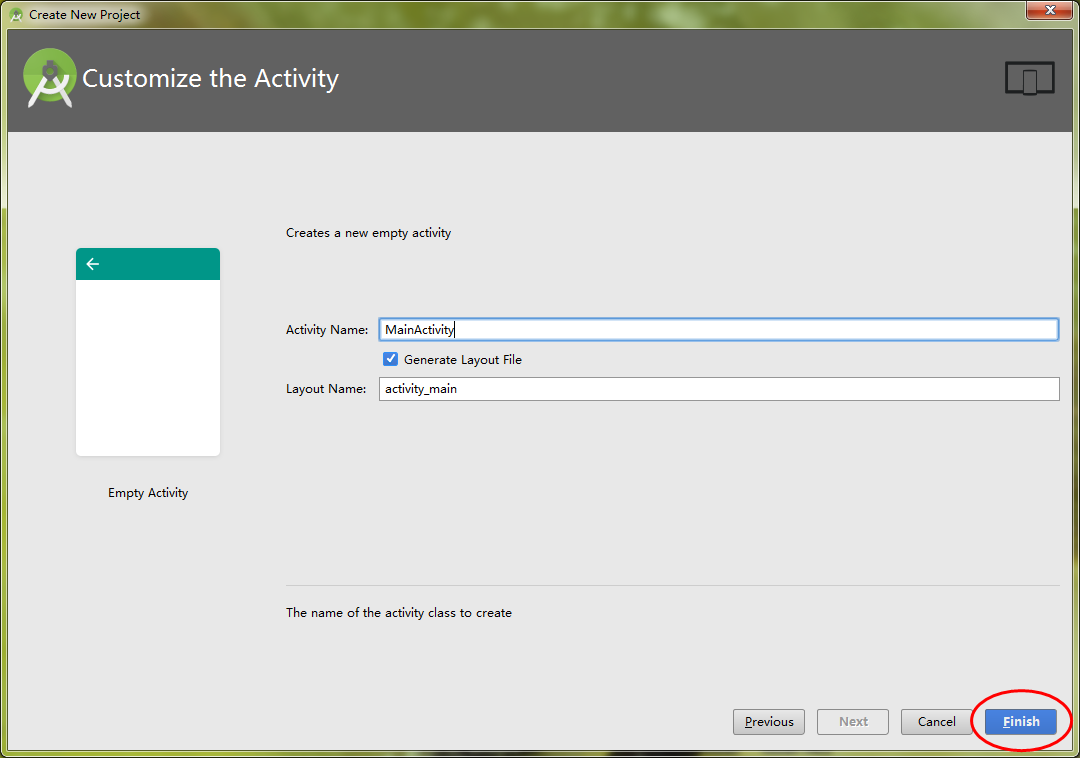 Create New Project
Customize the Activity
Creates a new empty activity
Activity Name: MainActivity
Generate Layout File
Layout Name: activity_main
Empty Activity
The name of the activity class to create
Previous Next Cancel Finish